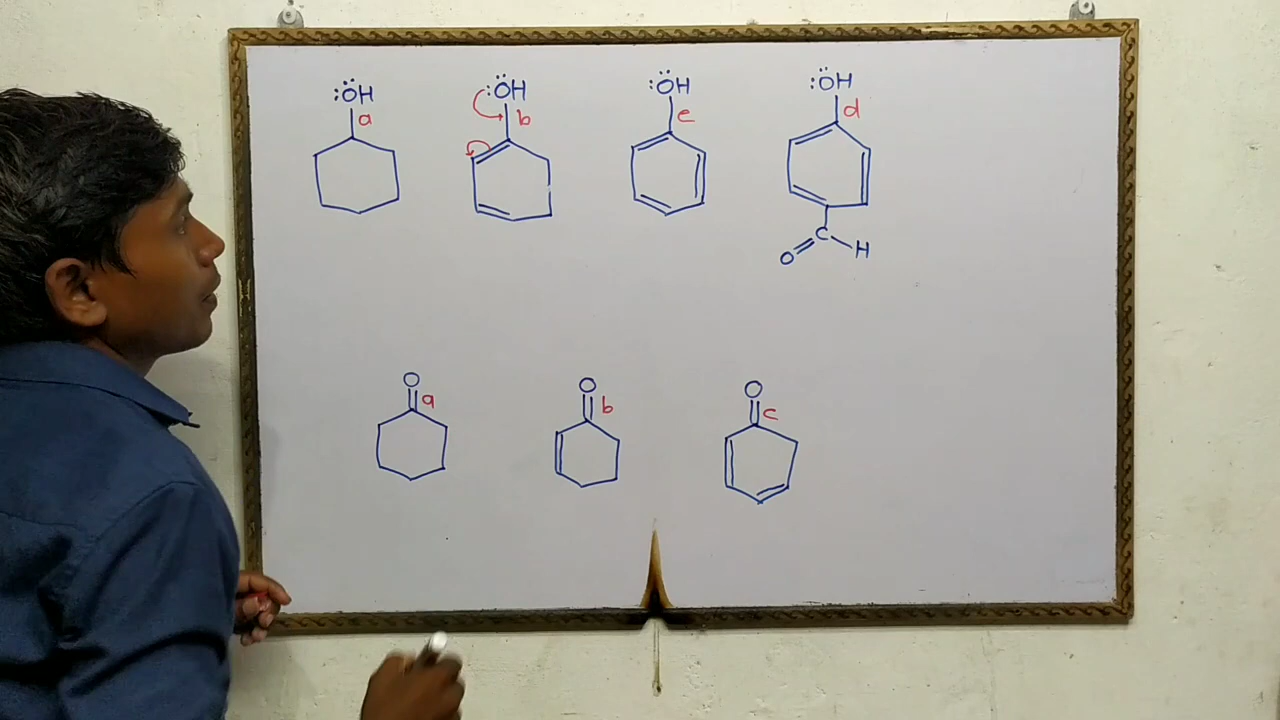 :ÖH :ÖH :ÖH :ÖH
a b c d
C
O H
O O O
a b c